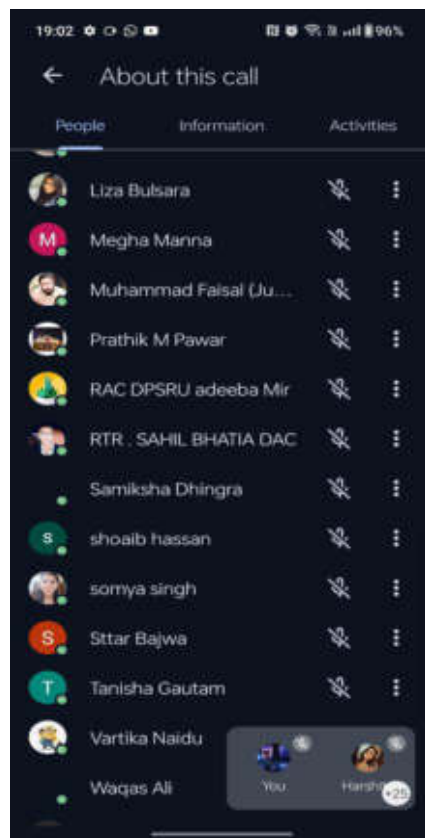 19:02 96%
About this call
People Information Activities
Liza Bulsara
M Megha Manna
Muhammad Faisal (Ju...
Prathik M Pawar
RAC DPSRU adeeba Mir
RTR . SAHIL BHATIA DAC
Samiksha Dhingra
s shoaib hassan
somya singh
S Sttar Bajwa
T Tanisha Gautam
Vartika Naidu
Waqas Ali
You +25